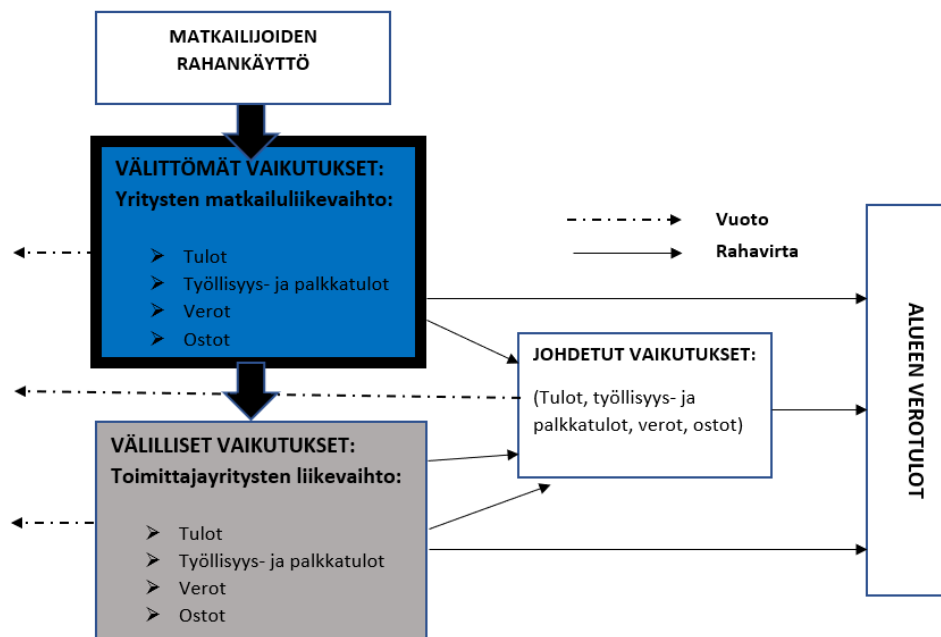 MATKAILIJOIDEN
RAHANKÄYTTÖ
VÄLITTÖMÄT VAIKUTUKSET:
Yritysten matkailuliikevaihto:
Tulot
Työllisyys- ja palkkatulot
Verot
Ostot
Vuoto
Rahavirta
JOHDETUT VAIKUTUKSET:
(Tulot, työllisyys- ja
palkkatulot, verot, ostot)
VÄLILLISET VAIKUTUKSET:
Toimittajayritysten liikevaihto:
Tulot
Työllisyys- ja palkkatulot
Verot
Ostot
ALUEEN VEROTULOT